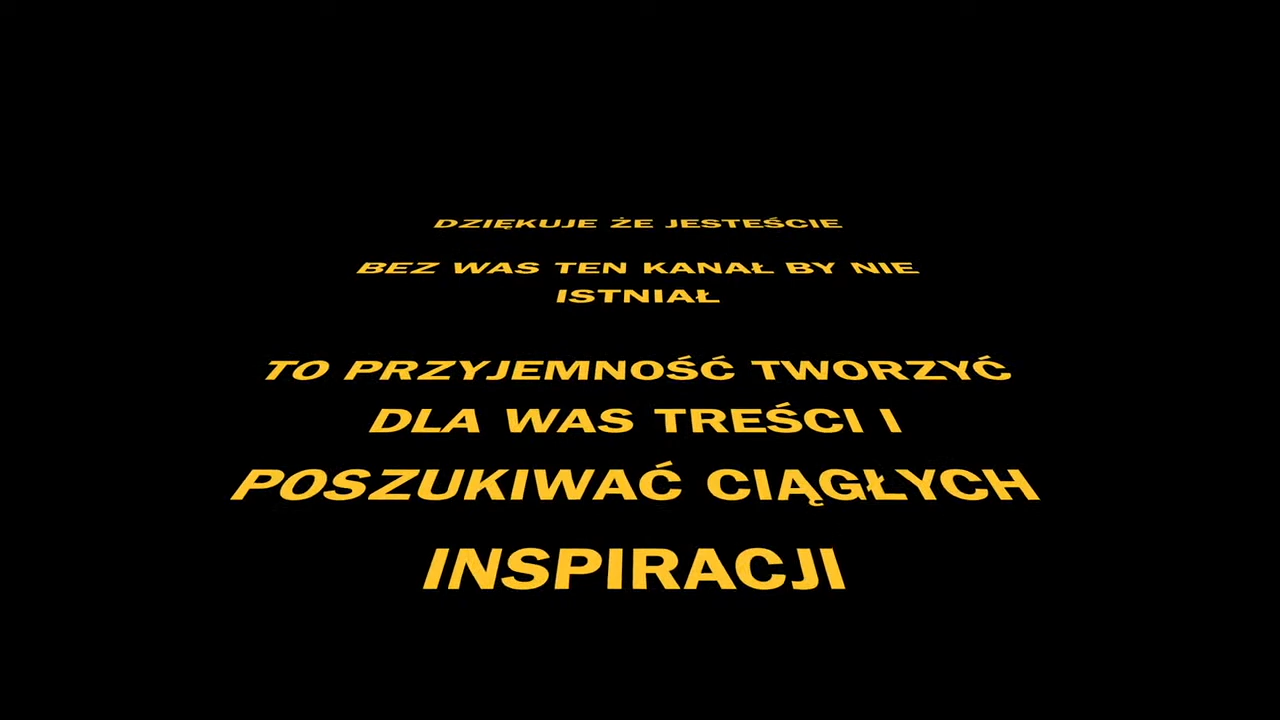 DZIĘKUJE ŻE JESTEŚCIE
BEZ WAS TEN KANAŁ BY NIE
ISTNIAŁ
TO PRZYJEMNOŚĆ TWORZYĆ
DLA WAS TREŚCI I
POSZUKIWAĆ CIĄGŁYCH
INSPIRACJI